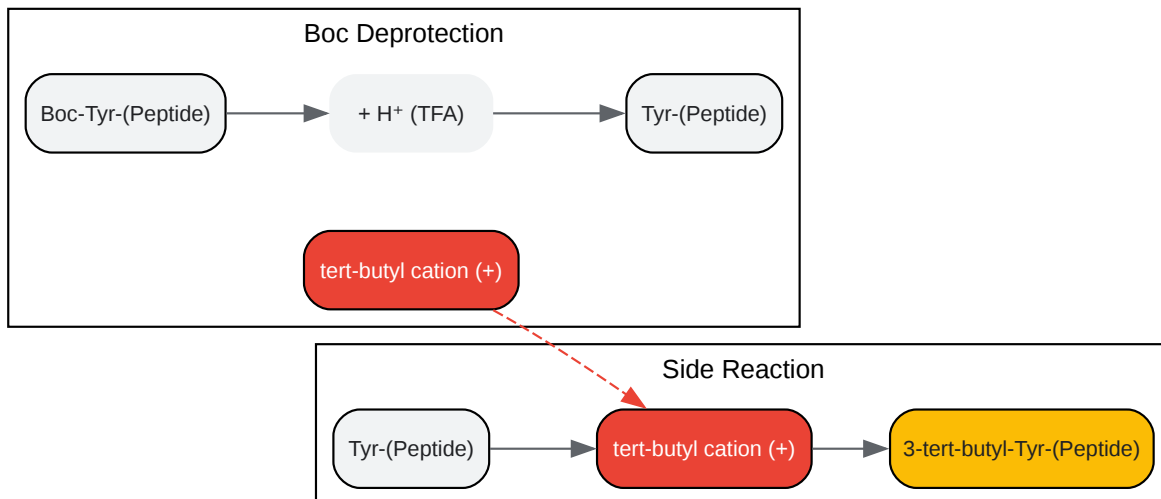 Boc Deprotection
Boc-Tyr-(Peptide)
+ H⁺ (TFA)
Tyr-(Peptide)
tert-butyl cation (+)
Side Reaction
Tyr-(Peptide)
tert-butyl cation (+)
3-tert-butyl-Tyr-(Peptide)